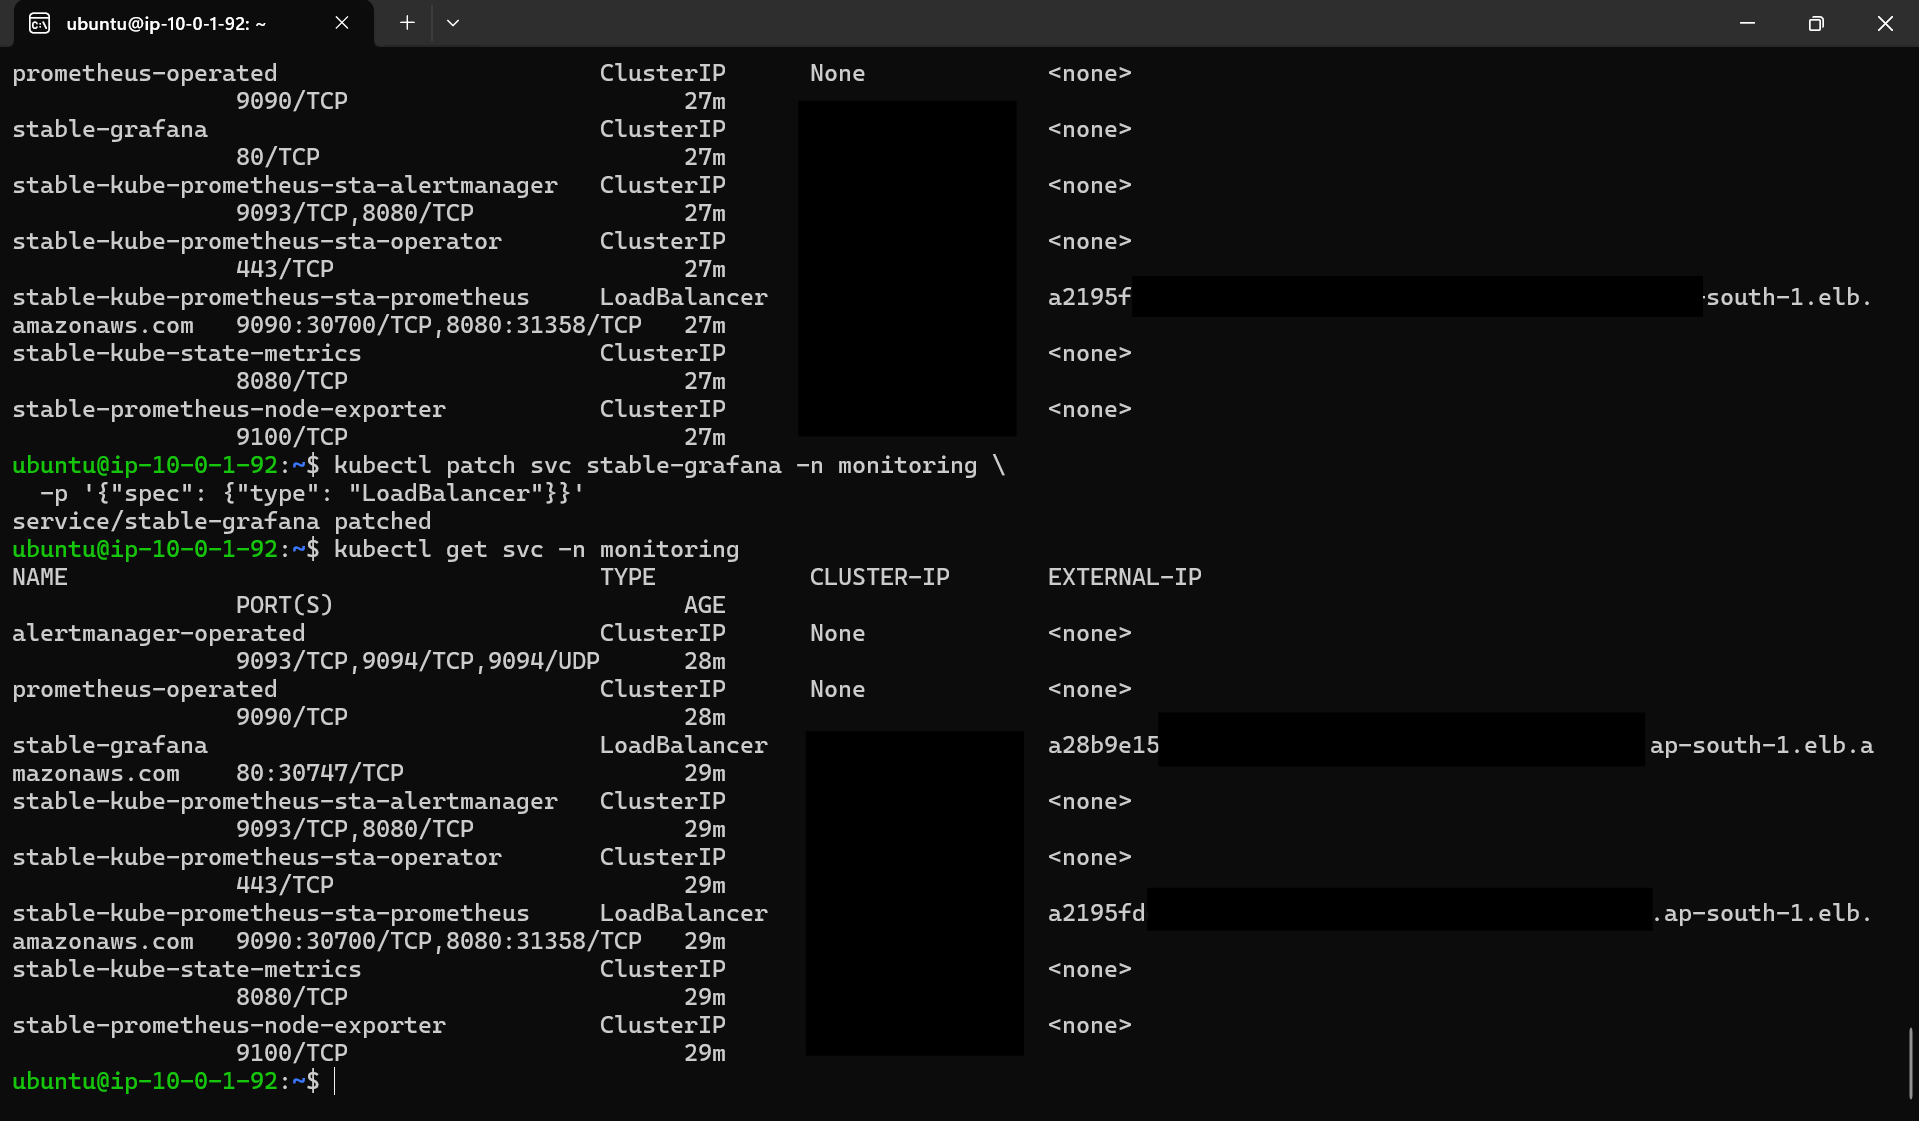 ubuntu@ip-10-0-1-92: ~
prometheus-operated ClusterIP None <none>
9090/TCP 27m
stable-grafana ClusterIP <none>
80/TCP 27m
stable-kube-prometheus-sta-alertmanager ClusterIP <none>
9093/TCP,8080/TCP 27m
stable-kube-prometheus-sta-operator ClusterIP <none>
443/TCP 27m
stable-kube-prometheus-sta-prometheus LoadBalancer a2195f -south-1.elb.
amazonaws.com 9090:30700/TCP,8080:31358/TCP 27m
stable-kube-state-metrics ClusterIP <none>
8080/TCP 27m
stable-prometheus-node-exporter ClusterIP <none>
9100/TCP 27m
ubuntu@ip-10-0-1-92:~$ kubectl patch svc stable-grafana -n monitoring \
-p '{"spec": {"type": "LoadBalancer"}}'
service/stable-grafana patched
ubuntu@ip-10-0-1-92:~$ kubectl get svc -n monitoring
NAME TYPE CLUSTER-IP EXTERNAL-IP
PORT(S) AGE
alertmanager-operated ClusterIP None <none>
9093/TCP,9094/TCP,9094/UDP 28m
prometheus-operated ClusterIP None <none>
9090/TCP 28m
stable-grafana LoadBalancer a28b9e15 ap-south-1.elb.a
mazonaws.com 80:30747/TCP 29m
stable-kube-prometheus-sta-alertmanager ClusterIP <none>
9093/TCP,8080/TCP 29m
stable-kube-prometheus-sta-operator ClusterIP <none>
443/TCP 29m
stable-kube-prometheus-sta-prometheus LoadBalancer a2195fd .ap-south-1.elb.
amazonaws.com 9090:30700/TCP,8080:31358/TCP 29m
stable-kube-state-metrics ClusterIP <none>
8080/TCP 29m
stable-prometheus-node-exporter ClusterIP <none>
9100/TCP 29m
ubuntu@ip-10-0-1-92:~$